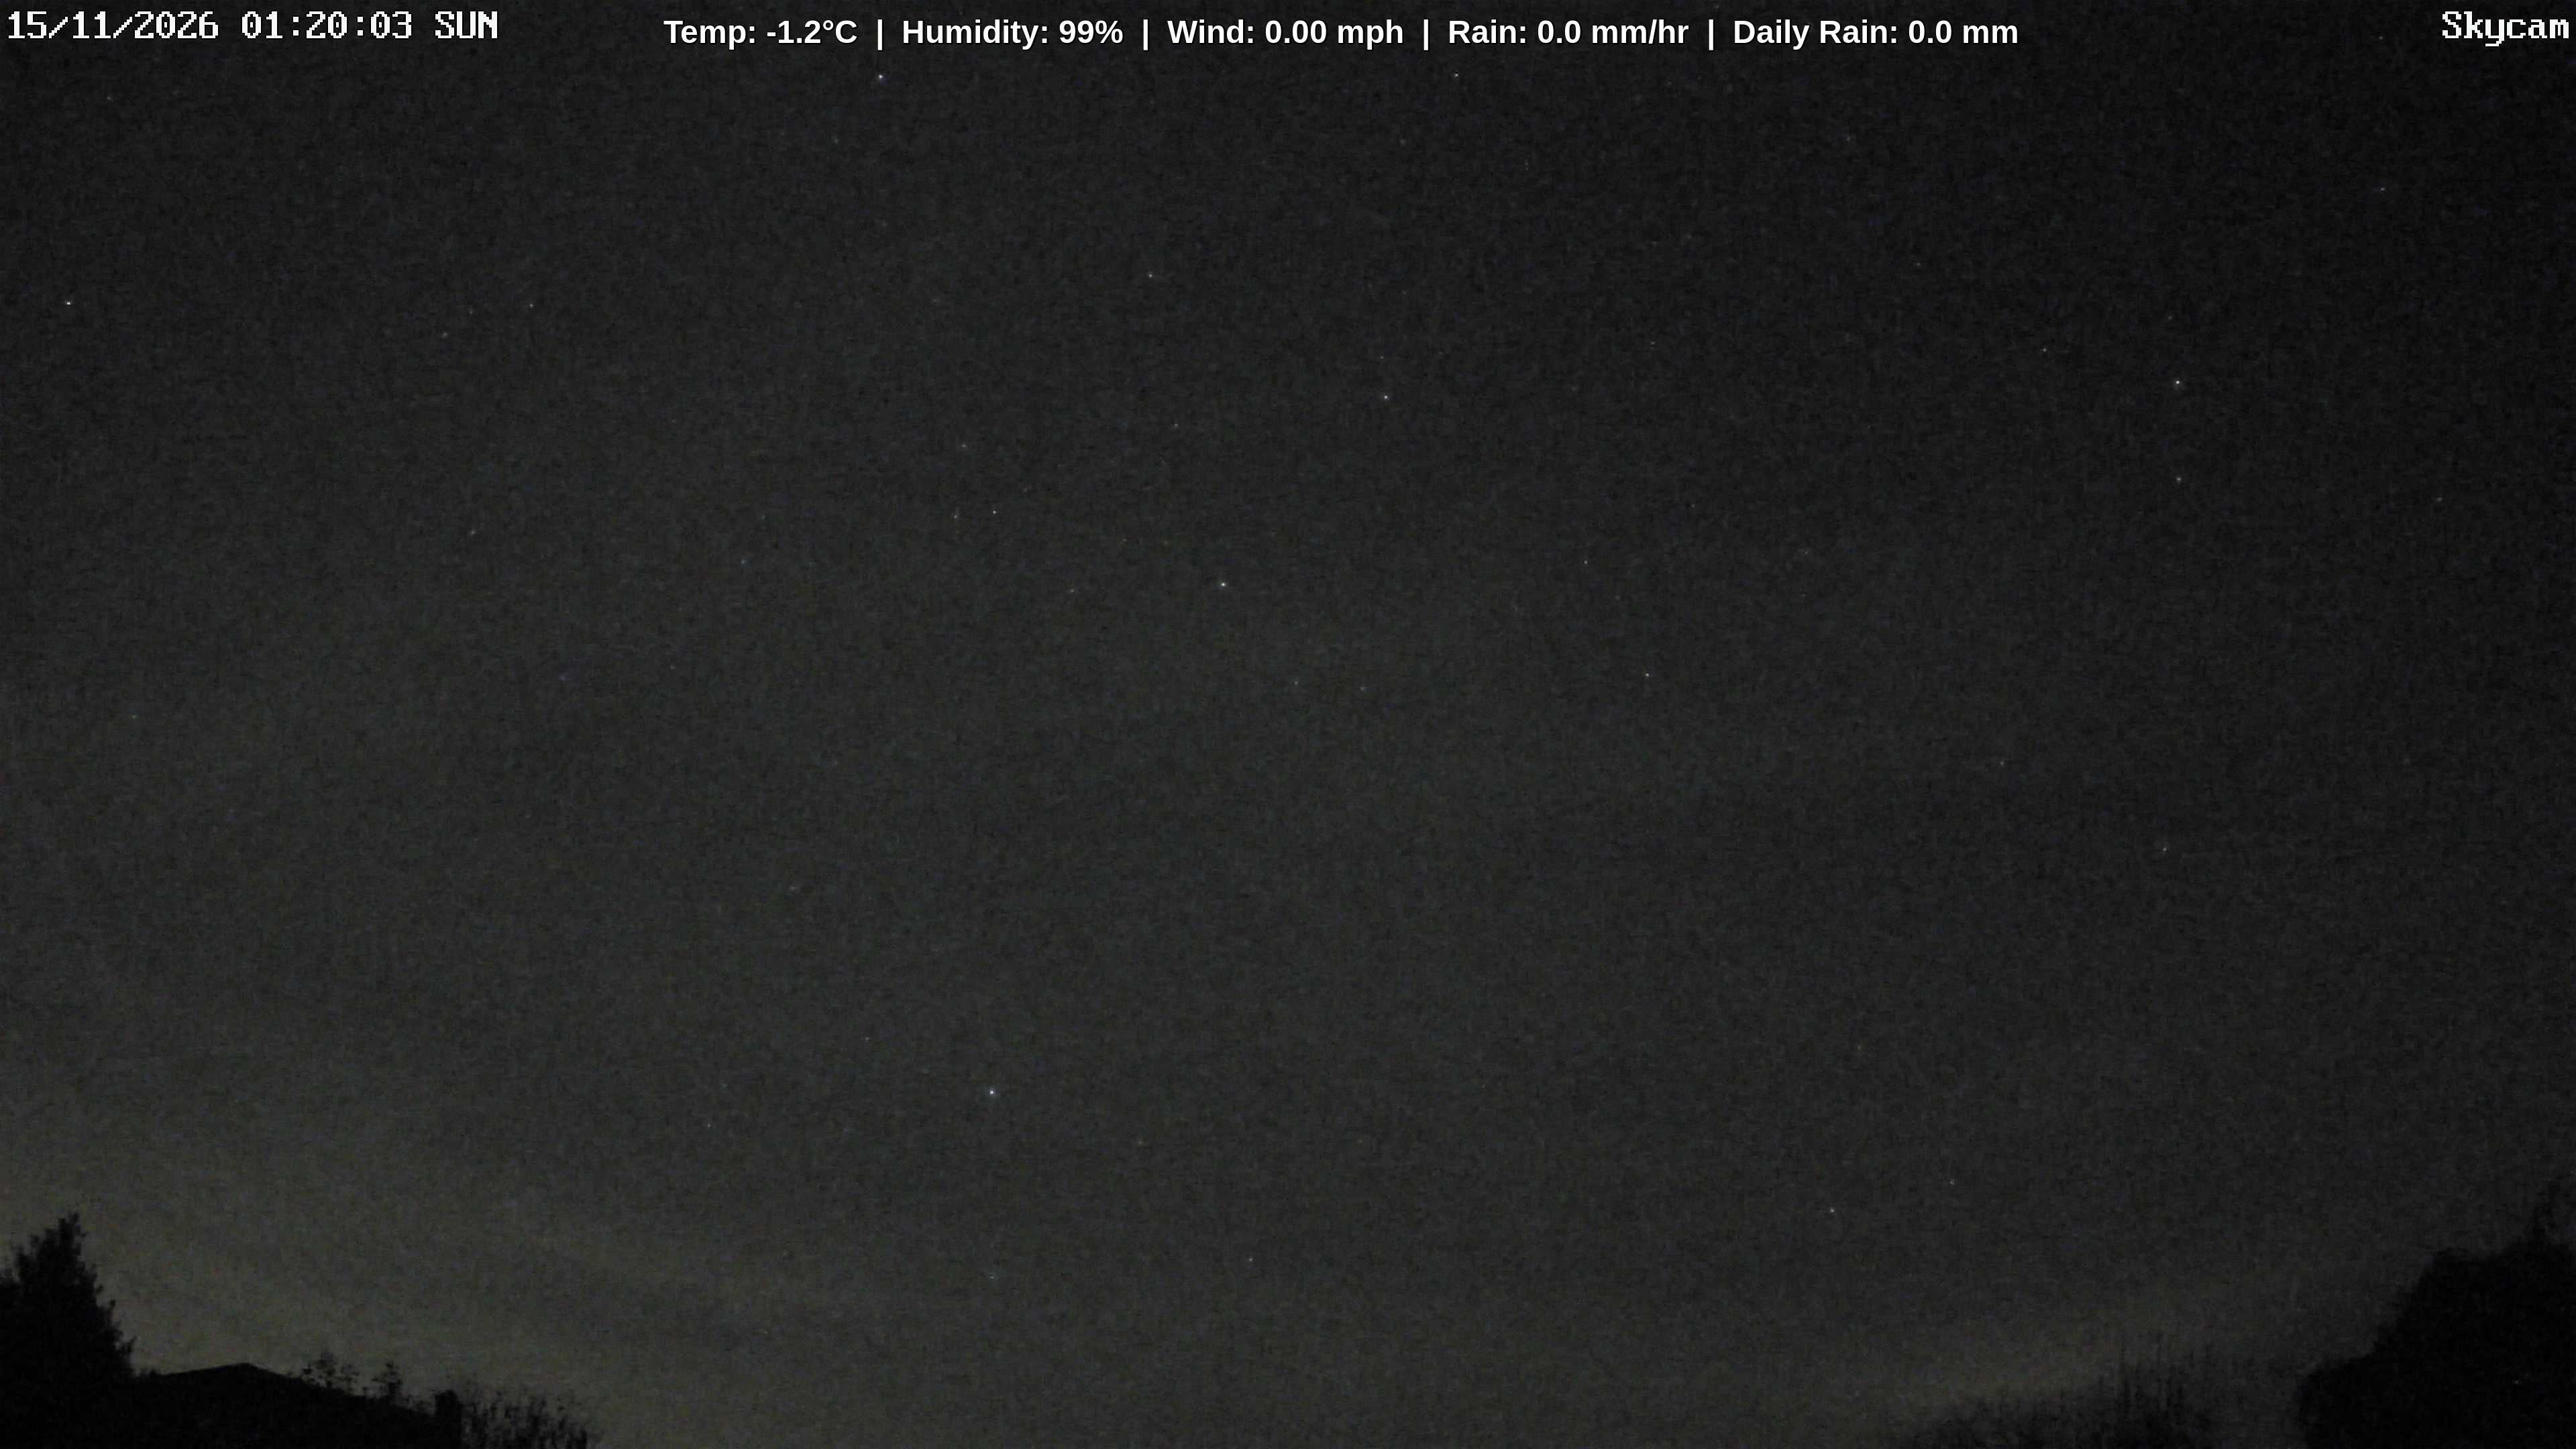 15/11/2026 01:20:03 SUN
Temp: -1.2°C | Humidity: 99% | Wind: 0.00 mph | Rain: 0.0 mm/hr | Daily Rain: 0.0 mm
Skycam